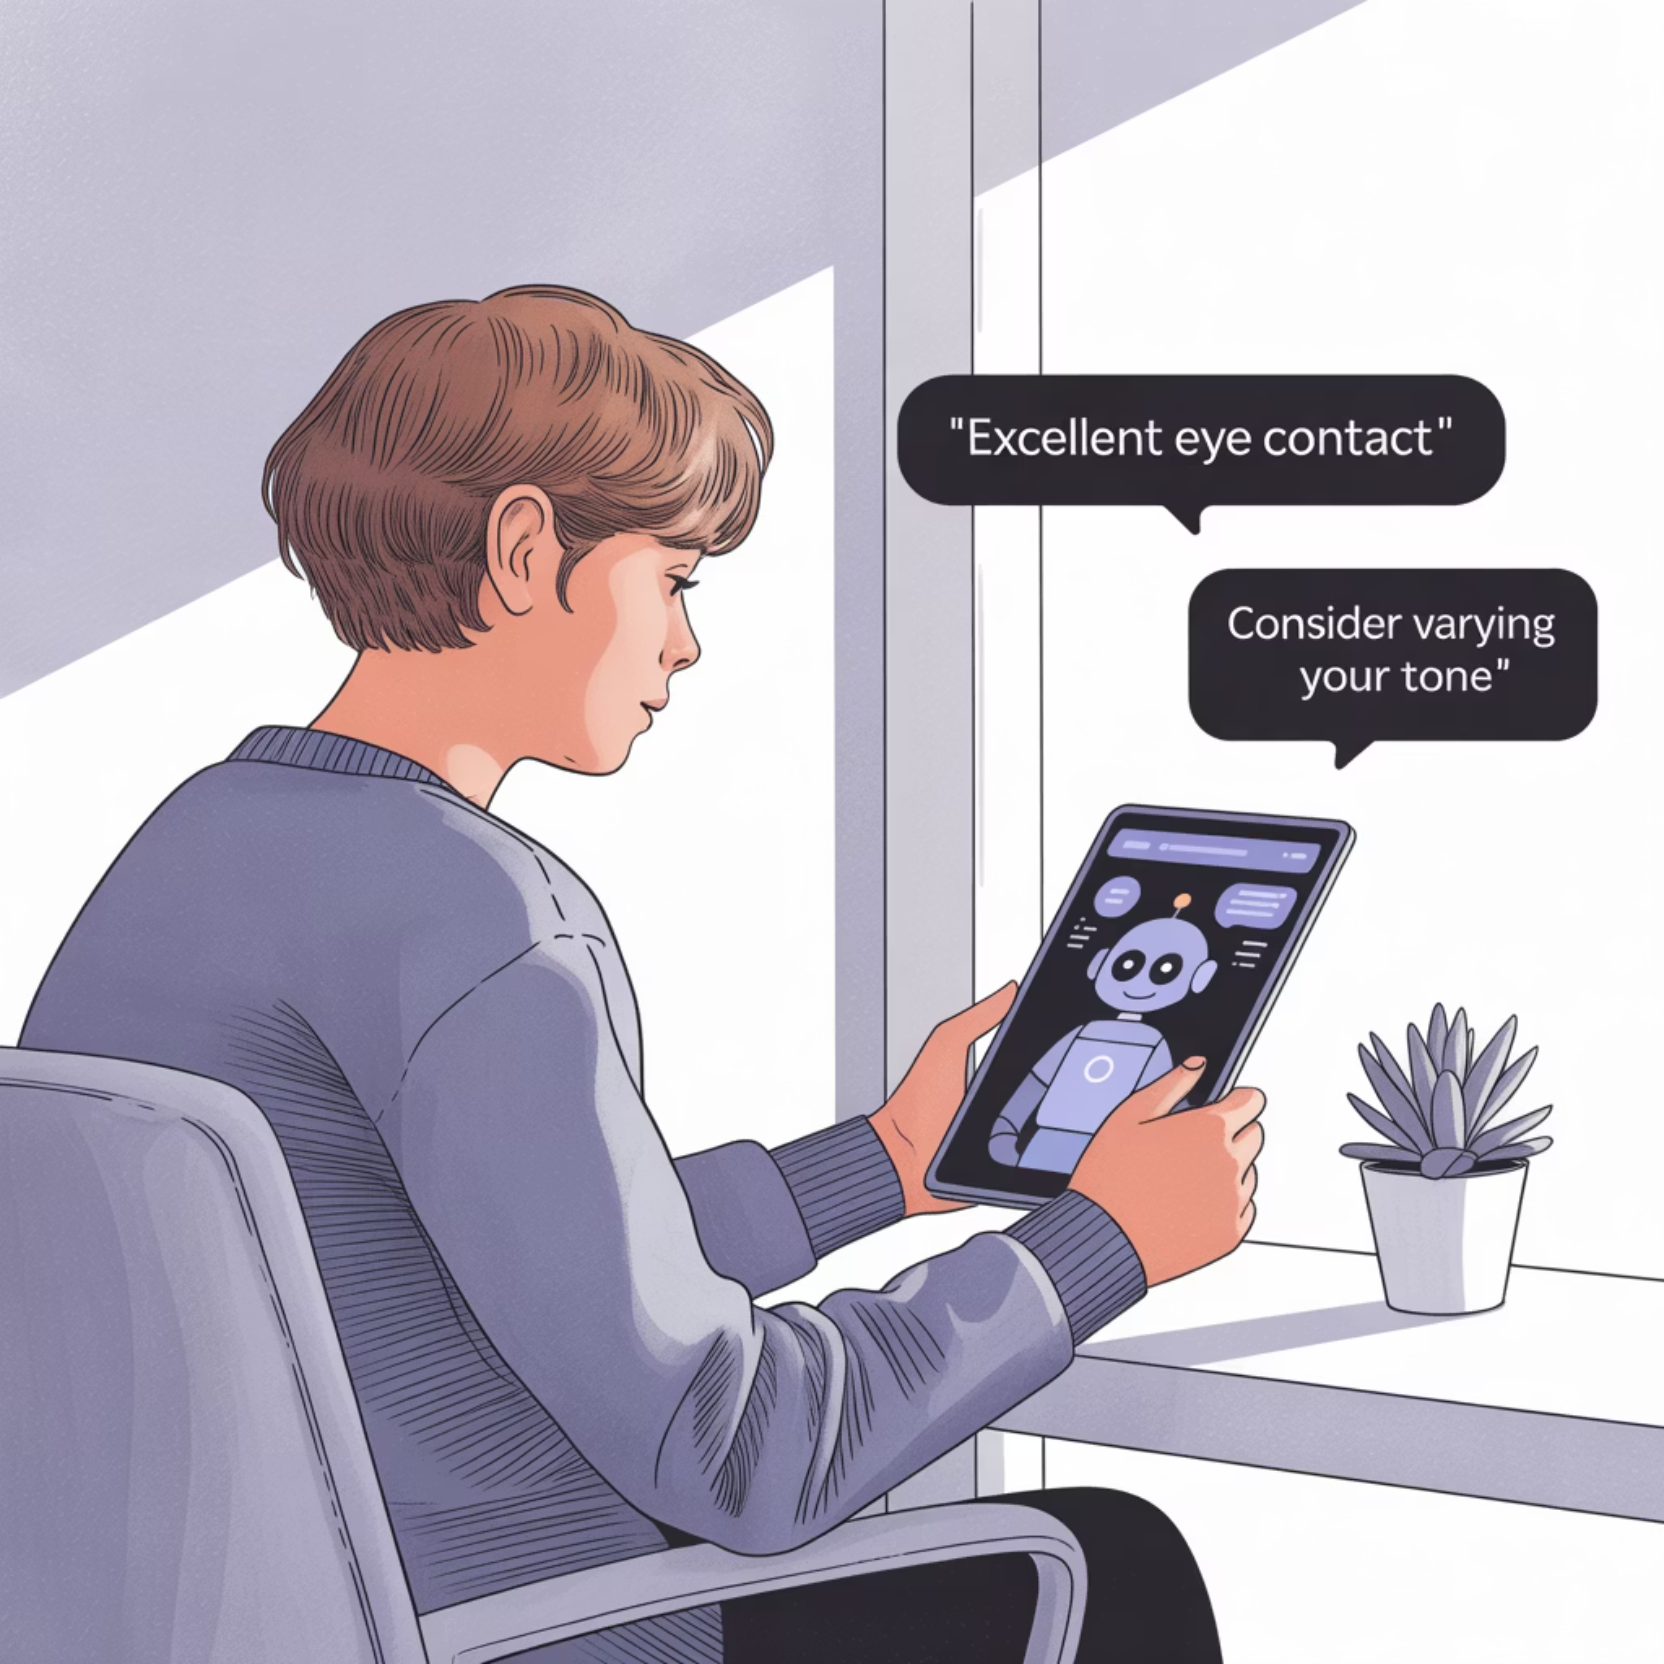 "Excellent eye contact"
Consider varying
your tone"